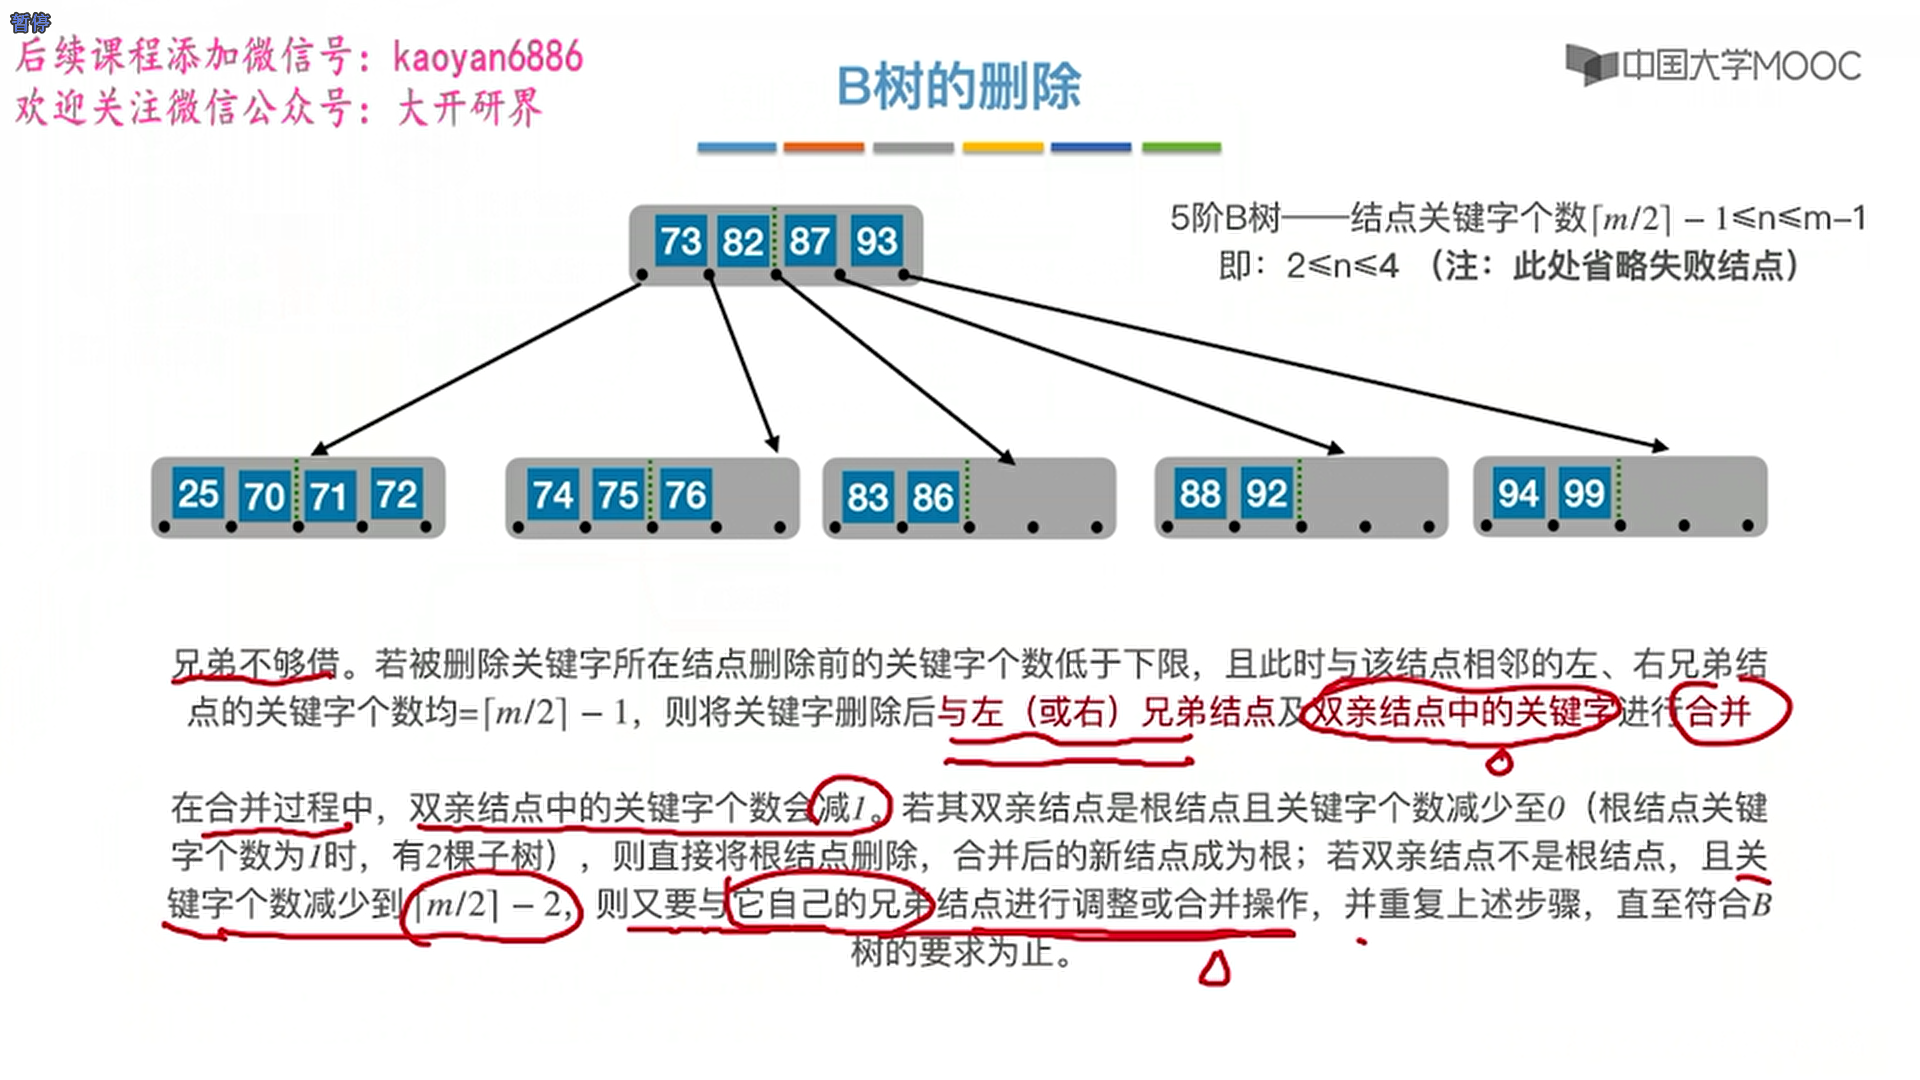 暂停
后续课程添加微信号：kaoyan6886
欢迎关注微信公众号：大开研界
中国大学MOOC
B树的删除
5阶B树——结点关键字个数⌈m/2⌉ − 1≤n≤m–1
即：2≤n≤4 （注：此处省略失败结点）
73 82 87 93
25 70 71 72
74 75 76
83 86
88 92
94 99
兄弟不够借。若被删除关键字所在结点删除前的关键字个数低于下限，且此时与该结点相邻的左、右兄弟结
点的关键字个数均=⌈m/2⌉ − 1，则将关键字删除后与左（或右）兄弟结点及双亲结点中的关键字进行合并
在合并过程中，双亲结点中的关键字个数会减1。若其双亲结点是根结点且关键字个数减少至0（根结点关键
字个数为1时，有2棵子树），则直接将根结点删除，合并后的新结点成为根；若双亲结点不是根结点，且关
键字个数减少到⌈m/2⌉ − 2，则又要与它自己的兄弟结点进行调整或合并操作，并重复上述步骤，直至符合B
树的要求为止。